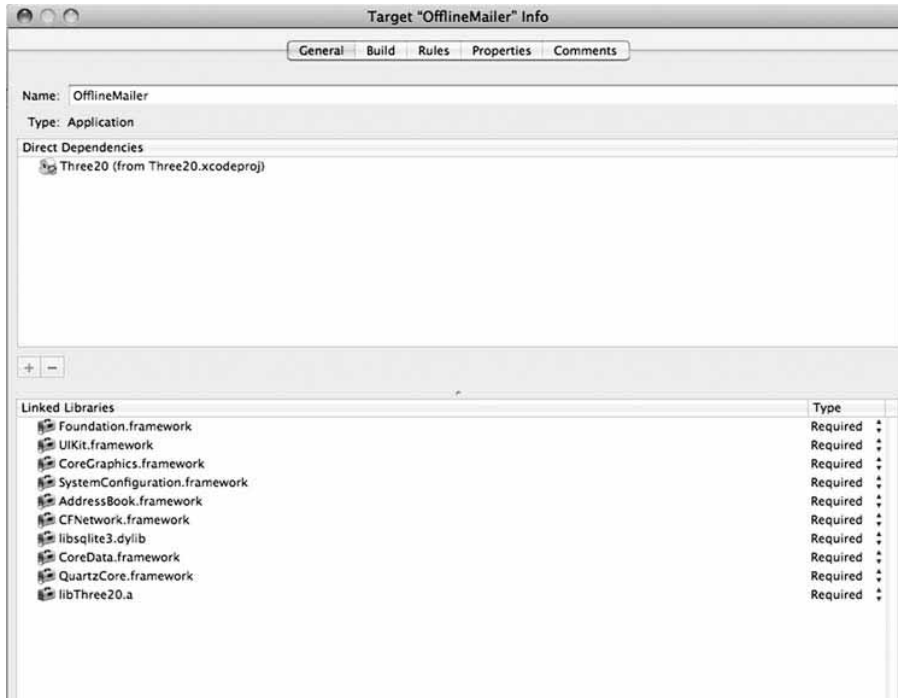 Target “OfflineMailer” Info
General Build Rules Properties Comments
Name: OfflineMailer
Type: Application
Direct Dependencies
Three20 (from Three20.xcodeproj)
+ −
Linked Libraries Type
Foundation.framework Required
UIKit.framework Required
CoreGraphics.framework Required
SystemConfiguration.framework Required
AddressBook.framework Required
CFNetwork.framework Required
libsqlite3.dylib Required
CoreData.framework Required
QuartzCore.framework Required
libThree20.a Required